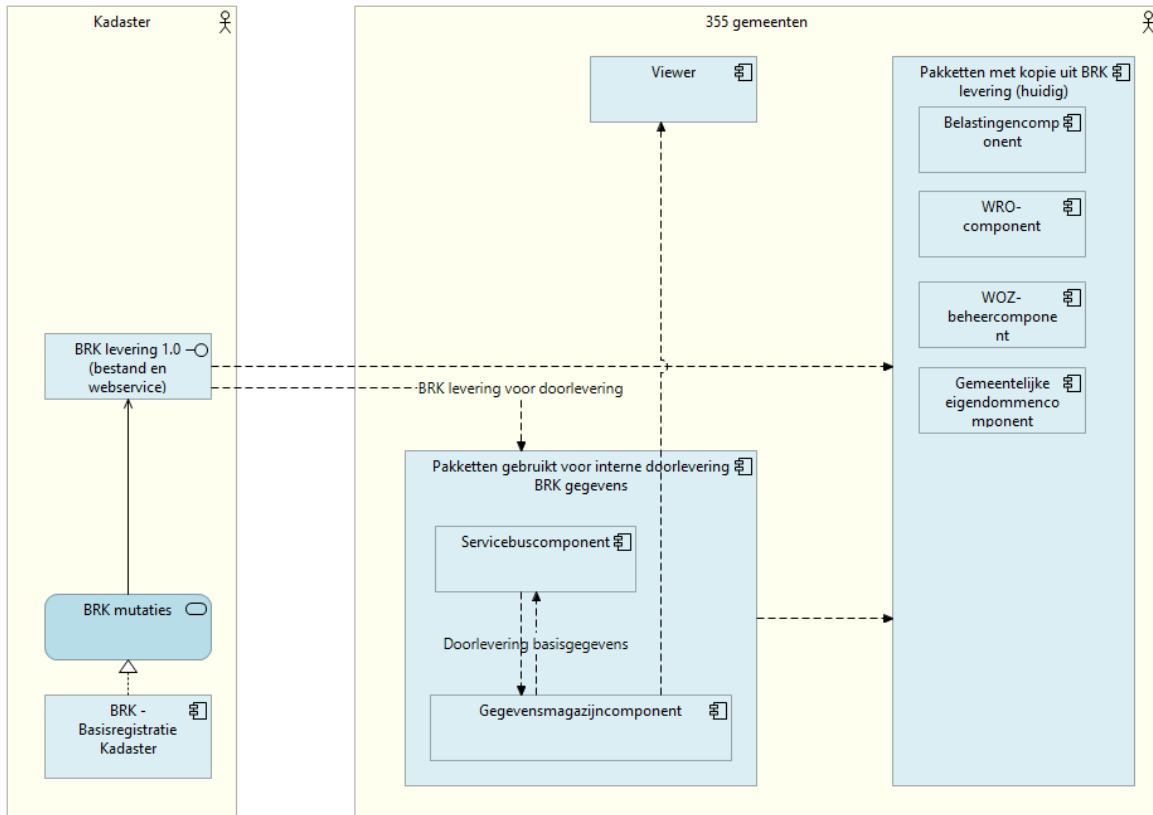 Kadaster
355 gemeenten
Viewer
Pakketten met kopie uit BRK
levering (huidig)
Belastingencomp
onent
WRO-
component
WOZ-
beheercompone
nt
Gemeentelijke
eigendommenco
mponent
BRK levering 1.0
(bestand en
webservice)
BRK levering voor doorlevering
Pakketten gebruikt voor interne doorlevering
BRK gegevens
Servicebuscomponent
Doorlevering basisgegevens
Gegevensmagazijncomponent
BRK mutaties
BRK -
Basisregistratie
Kadaster